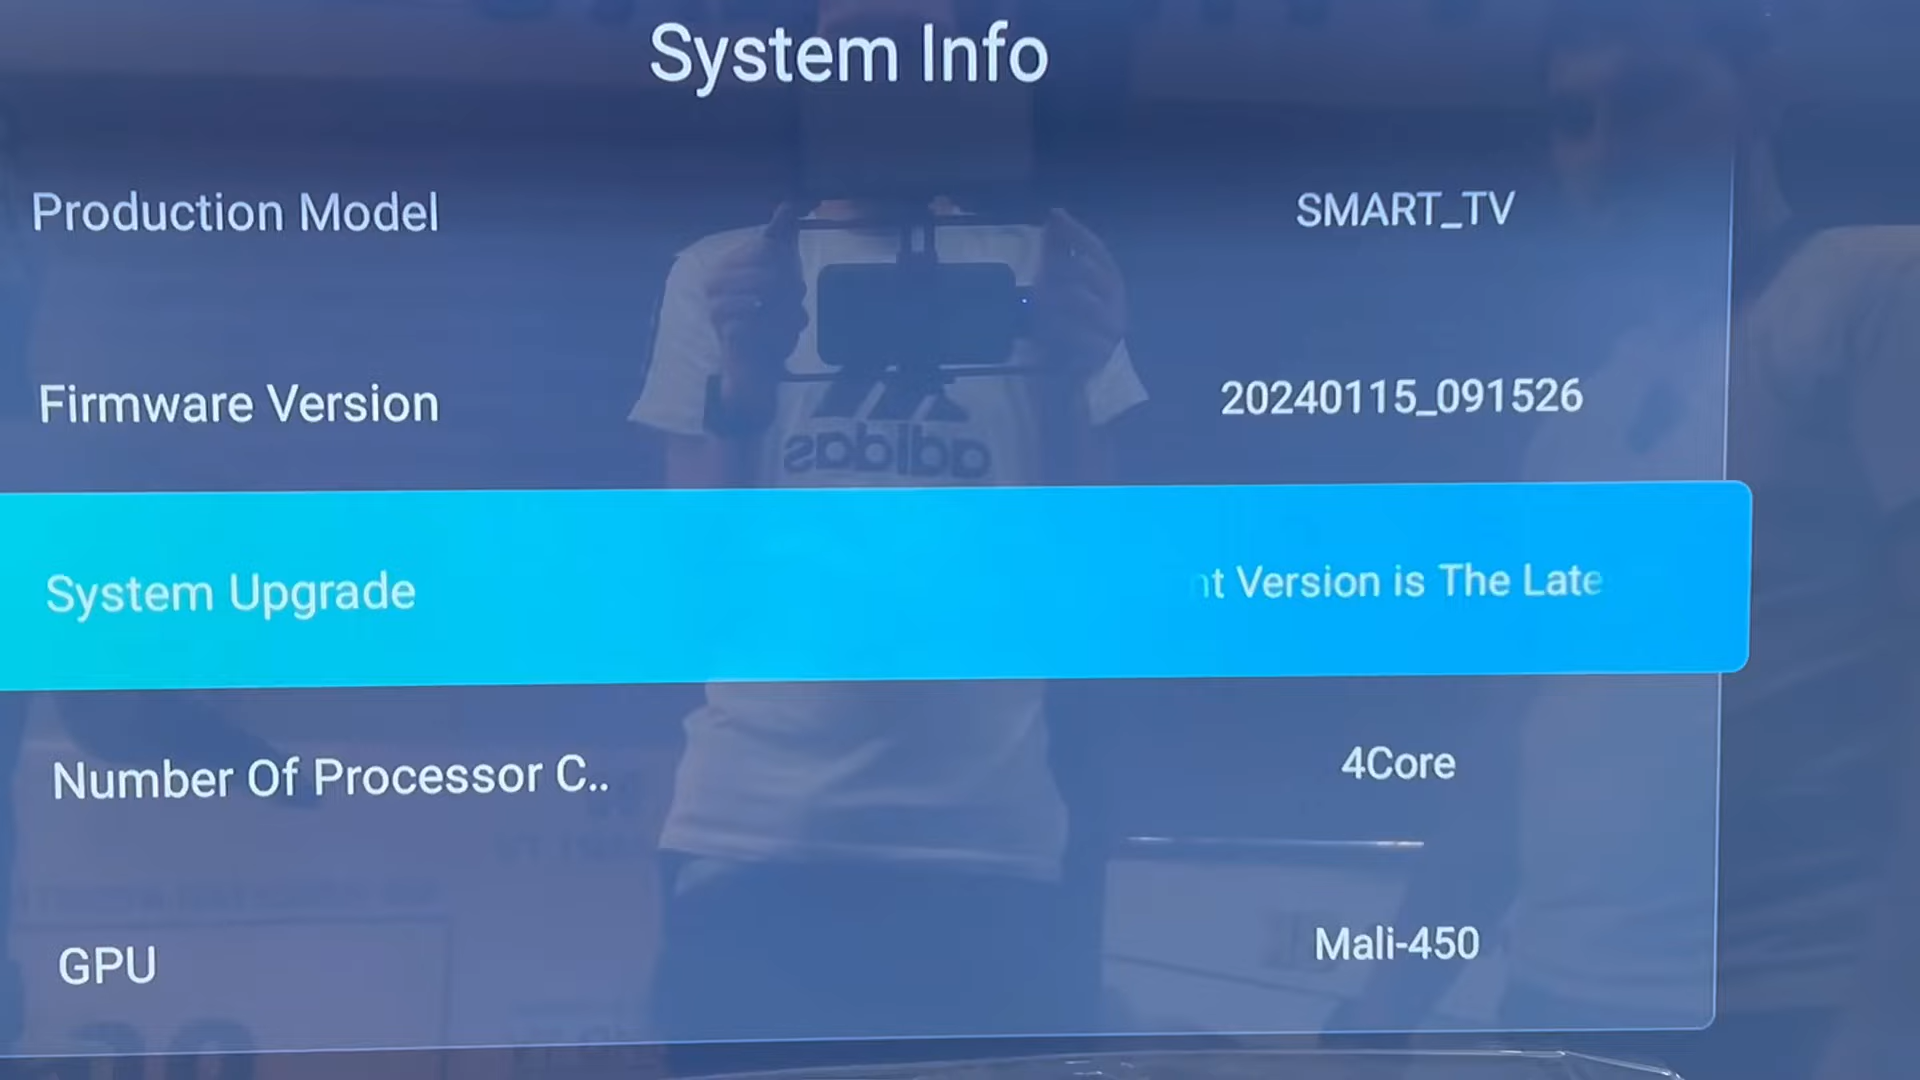 System Info
Production Model SMART_TV
Firmware Version 20240115_091526
System Upgrade nt Version is The Late
Number Of Processor C.. 4Core
GPU Mali-450
adidas